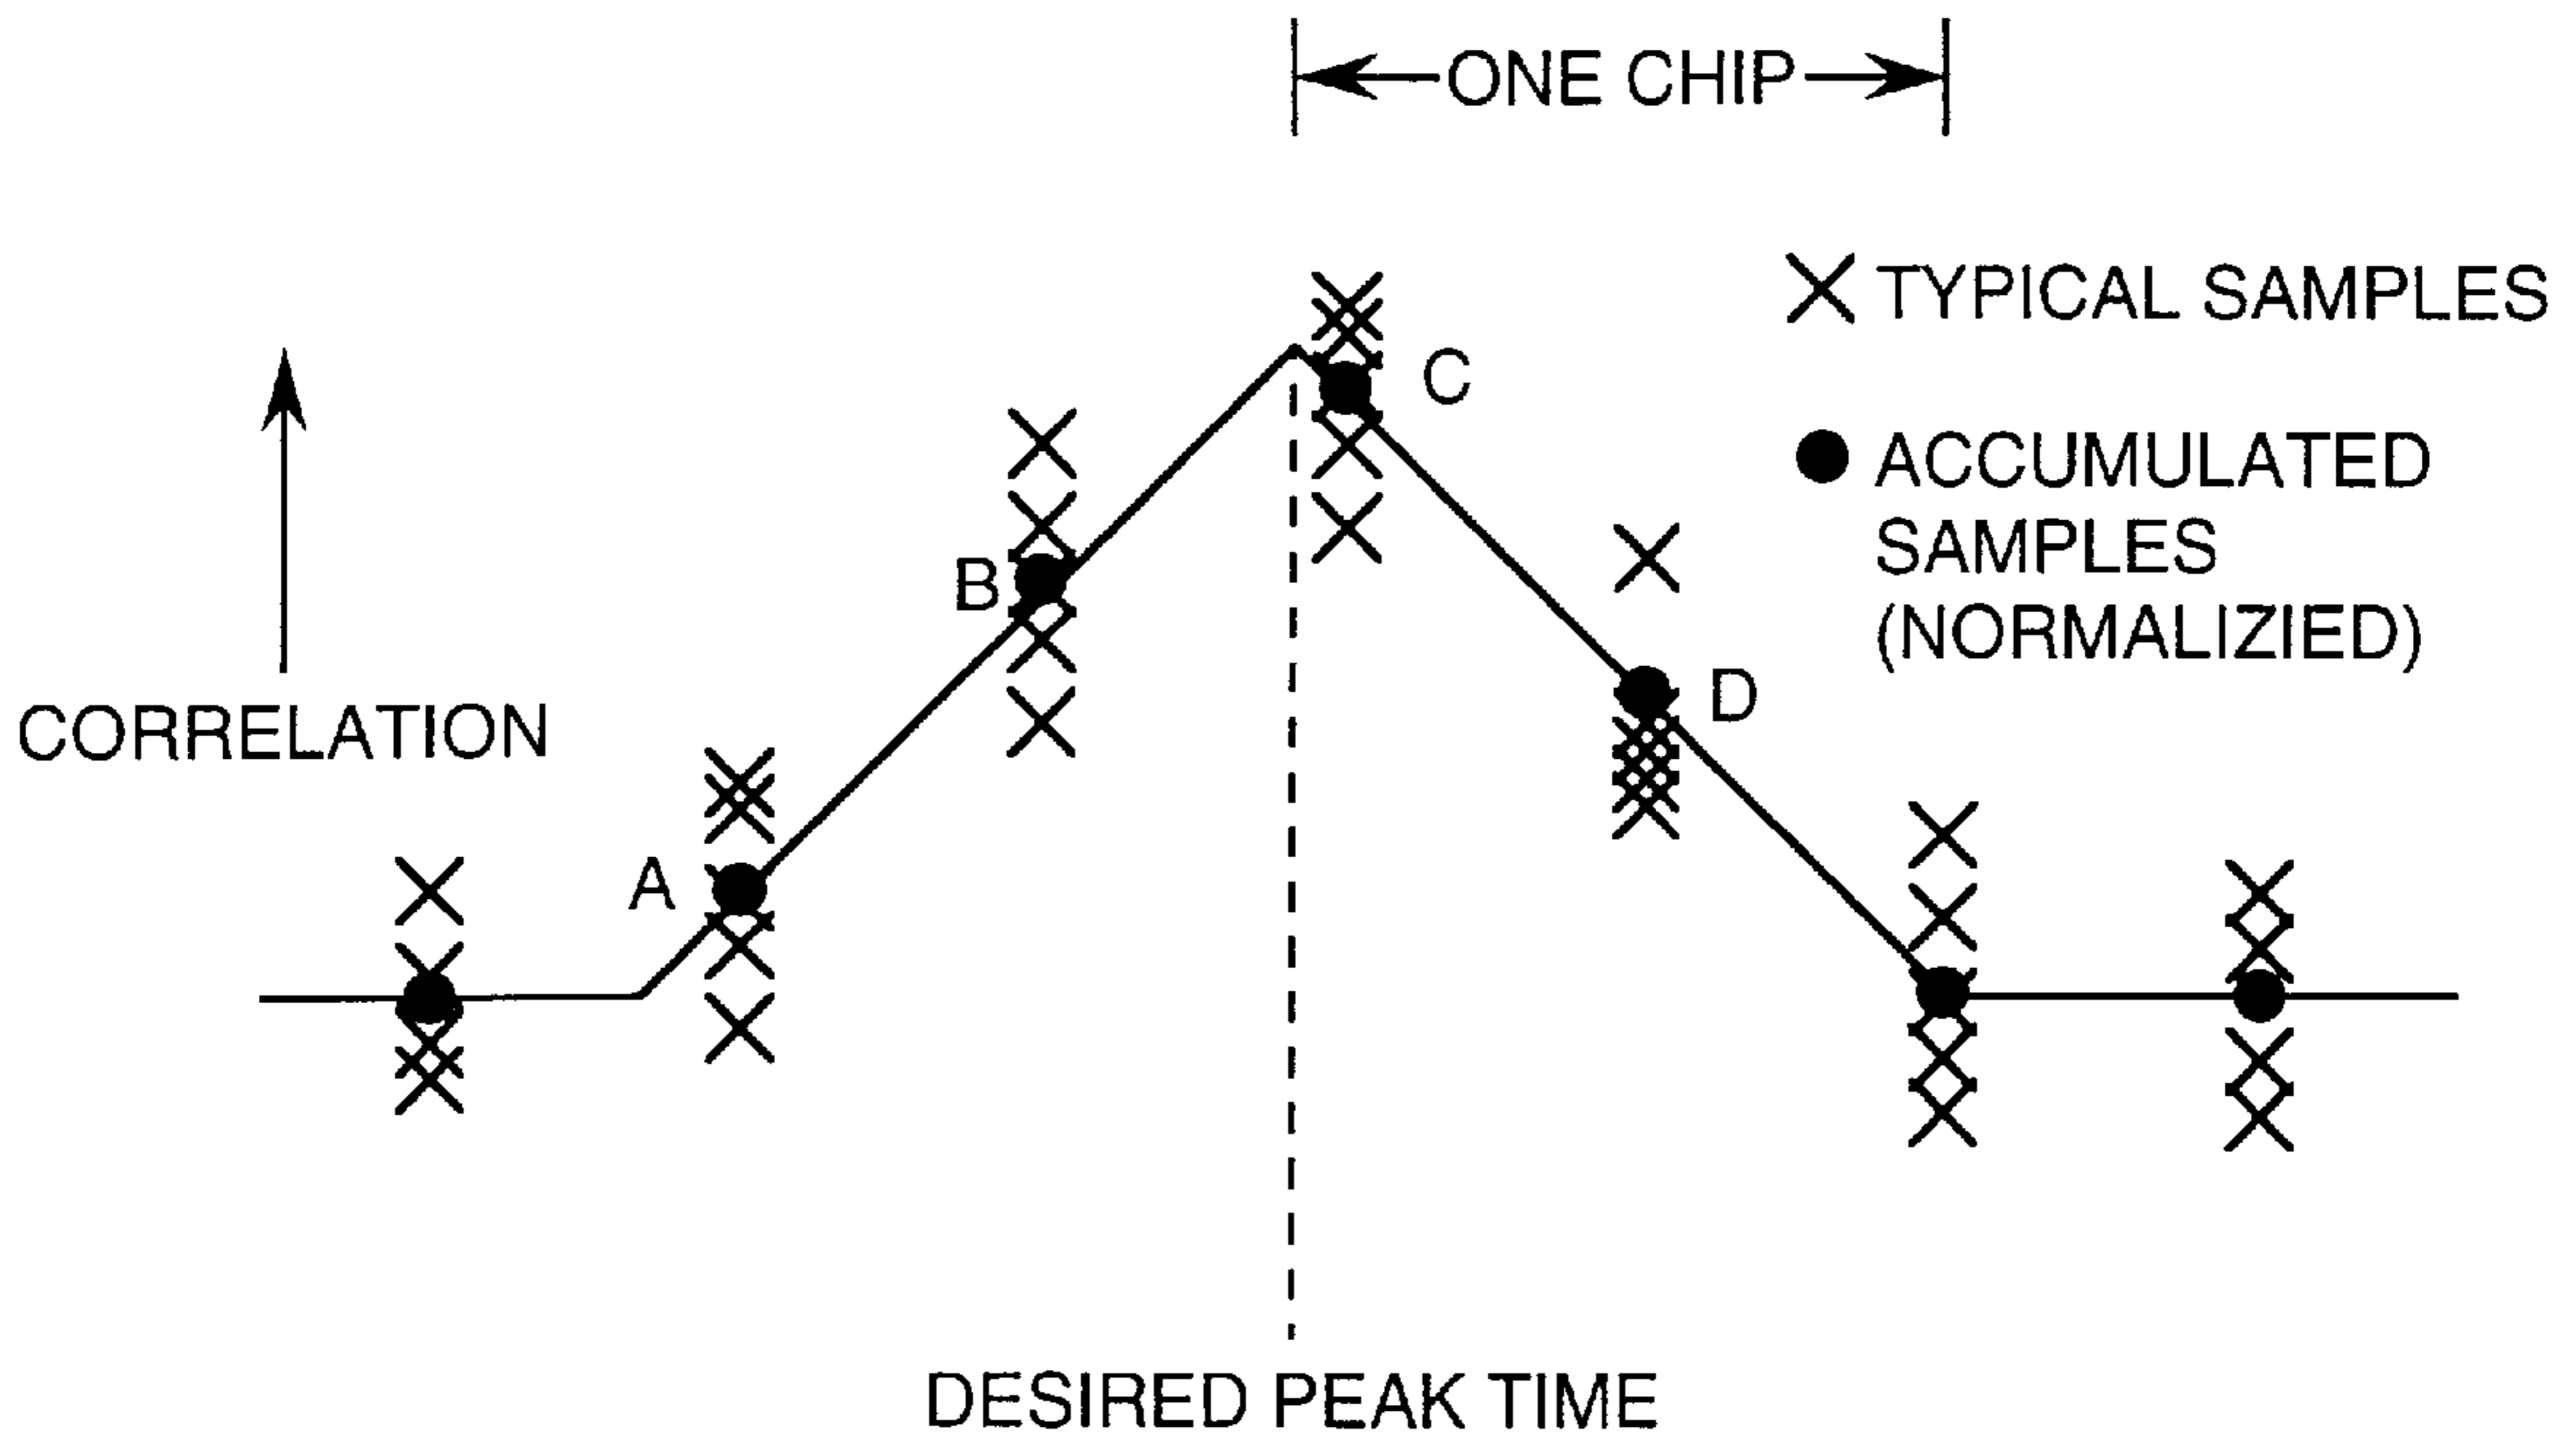 ONE CHIP
TYPICAL SAMPLES
C
ACCUMULATED
SAMPLES
(NORMALIZIED)
B
D
CORRELATION
A
DESIRED PEAK TIME